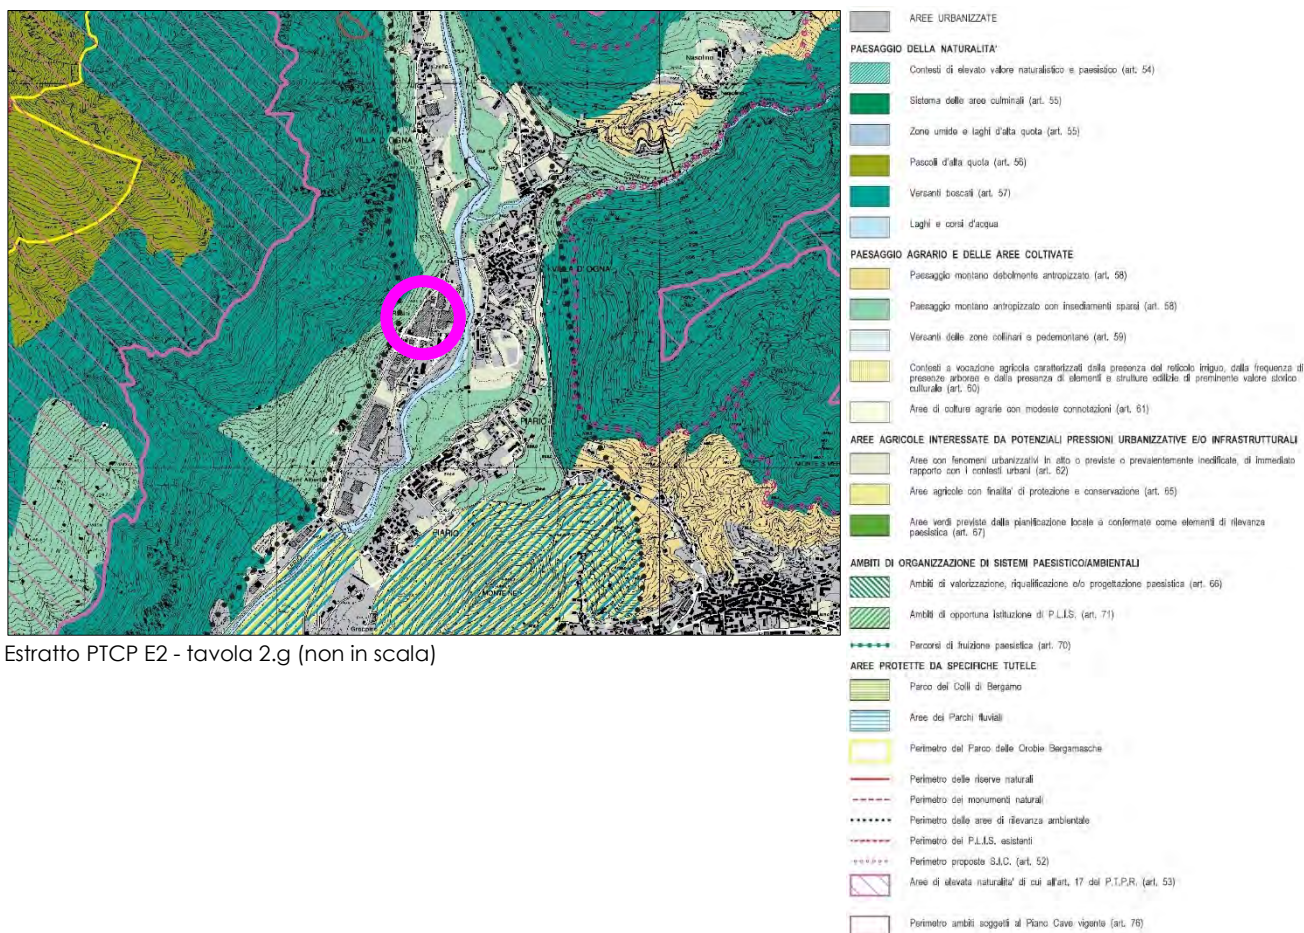 Nasolino
VILLA D' OGNA
VILLA D' OGNA
PIARIO
PIARIO
Estratto PTCP E2 - tavola 2.g (non in scala)
AREE URBANIZZATE
PAESAGGIO DELLA NATURALITA'
Contesti di elevato valore naturalistico e paesistico (art. 54)
Sistema delle aree culminali (art. 55)
Zone umide e laghi d'alta quota (art. 55)
Pascoli d'alta quota (art. 56)
Versanti boscati (art. 57)
Laghi e corsi d'acqua
PAESAGGIO AGRARIO E DELLE AREE COLTIVATE
Paesaggio montano debolmente antropizzato (art. 58)
Paesaggio montano antropizzato con insediamenti sparsi (art. 58)
Versanti delle zone collinari e pedemontane (art. 59)
Contesti a vocazione agricola caratterizzati dalla presenza del reticolo irriguo, dalla frequenza di
presenze arboree e dalla presenza di elementi e strutture edilizie di preminente valore storico
culturale (art. 60)
Aree di colture agrarie con modeste connotazioni (art. 61)
AREE AGRICOLE INTERESSATE DA POTENZIALI PRESSIONI URBANIZZATIVE E/O INFRASTRUTTURALI
Aree con fenomeni urbanizzativi in atto o previste o prevalentemente inedificate, di immediato
rapporto con i contesti urbani (art. 62)
Aree agricole con finalita' di protezione e conservazione (art. 65)
Aree verdi previste dalla pianificazione locale e confermate come elementi di rilevanza
paesistica (art. 67)
AMBITI DI ORGANIZZAZIONE DI SISTEMI PAESISTICO/AMBIENTALI
Ambiti di valorizzazione, riqualificazione e/o progettazione paesistica (art. 66)
Ambiti di opportuna istituzione di P.L.I.S. (art. 71)
Percorsi di fruizione paesistica (art. 70)
AREE PROTETTE DA SPECIFICHE TUTELE
Parco dei Colli di Bergamo
Aree dei Parchi fluviali
Perimetro del Parco delle Orobie Bergamasche
Perimetro delle riserve naturali
Perimetro dei monumenti naturali
Perimetro delle aree di rilevanza ambientale
Perimetro dei P.L.I.S. esistenti
Perimetro proposte S.I.C. (art. 52)
Aree di elevata naturalita' di cui all'art. 17 del P.T.P.R. (art. 53)
Perimetro ambiti soggetti al Piano Cave vigente (art. 76)